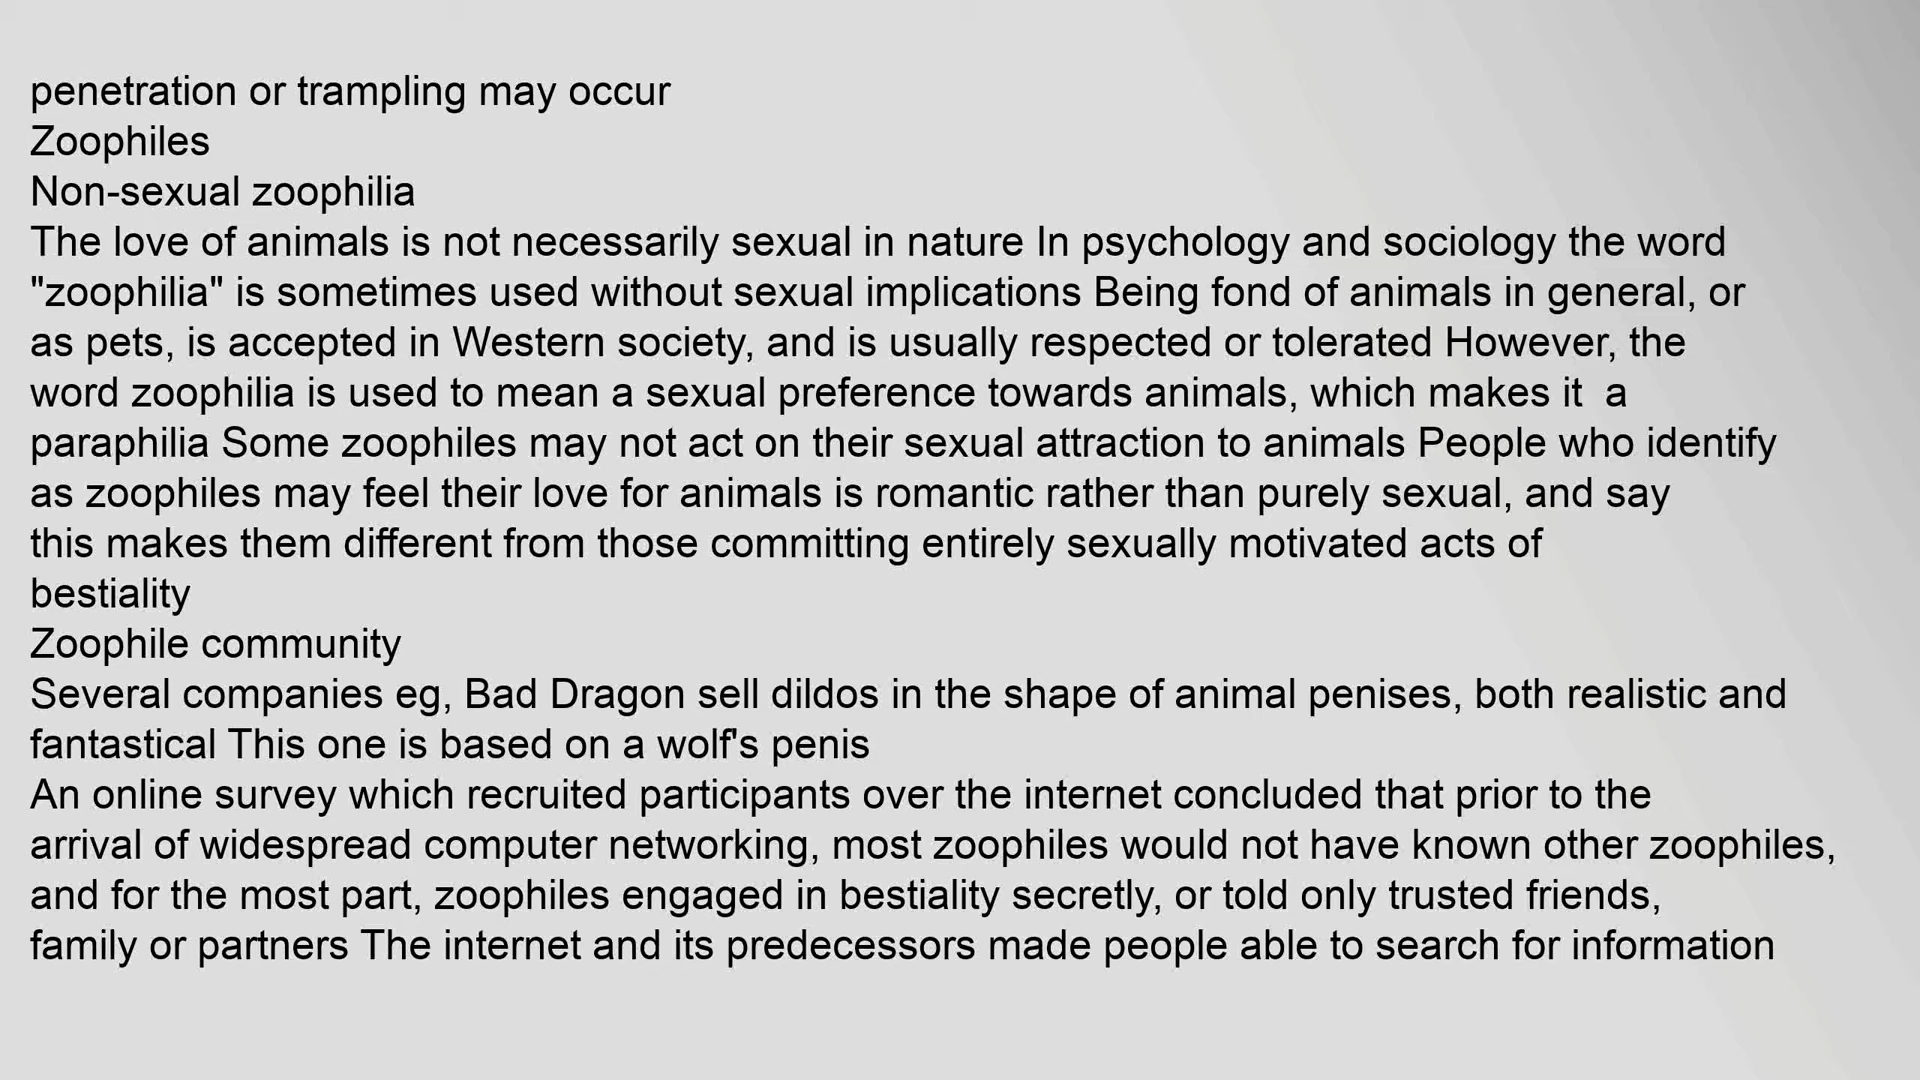 penetration or trampling may occur
Zoophiles
Non-sexual zoophilia
The love of animals is not necessarily sexual in nature In psychology and sociology the word
"zoophilia" is sometimes used without sexual implications Being fond of animals in general, or
as pets, is accepted in Western society, and is usually respected or tolerated However, the
word zoophilia is used to mean a sexual preference towards animals, which makes it  a
paraphilia Some zoophiles may not act on their sexual attraction to animals People who identify
as zoophiles may feel their love for animals is romantic rather than purely sexual, and say
this makes them different from those committing entirely sexually motivated acts of
bestiality
Zoophile community
Several companies eg, Bad Dragon sell dildos in the shape of animal penises, both realistic and
fantastical This one is based on a wolf's penis
An online survey which recruited participants over the internet concluded that prior to the
arrival of widespread computer networking, most zoophiles would not have known other zoophiles,
and for the most part, zoophiles engaged in bestiality secretly, or told only trusted friends,
family or partners The internet and its predecessors made people able to search for information